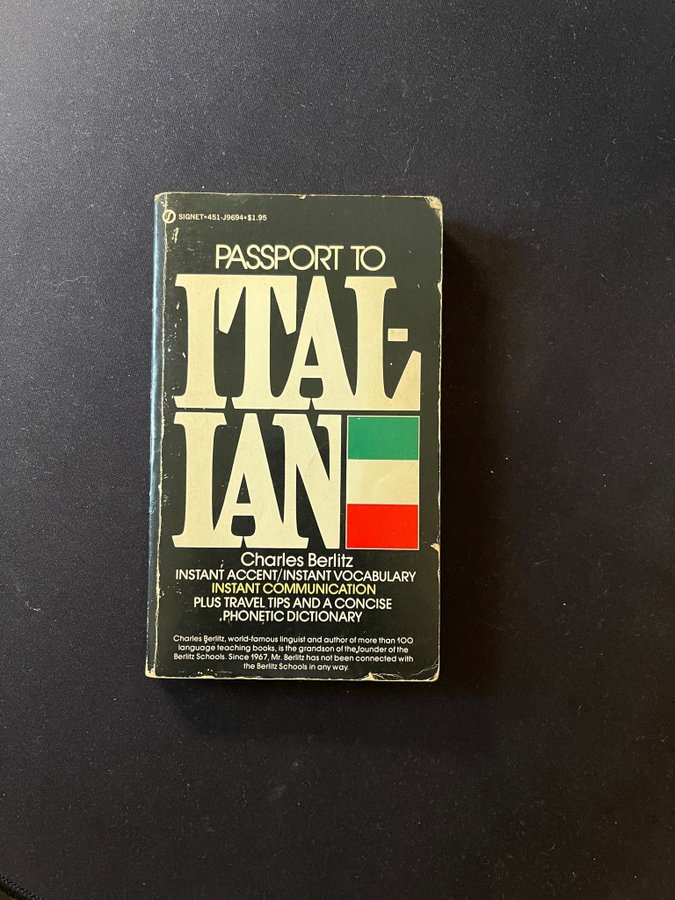 SIGNET•451-J9694•$1.95
PASSPORT TO
ITAL-
IAN
Charles Berlitz
INSTANT ACCENT/INSTANT VOCABULARY
INSTANT COMMUNICATION
PLUS TRAVEL TIPS AND A CONCISE
PHONETIC DICTIONARY
Charles Berlitz, world-famous linguist and author of more than 100
language teaching books, is the grandson of the founder of the
Berlitz Schools. Since 1967, Mr. Berlitz has not been connected with
the Berlitz Schools in any way.